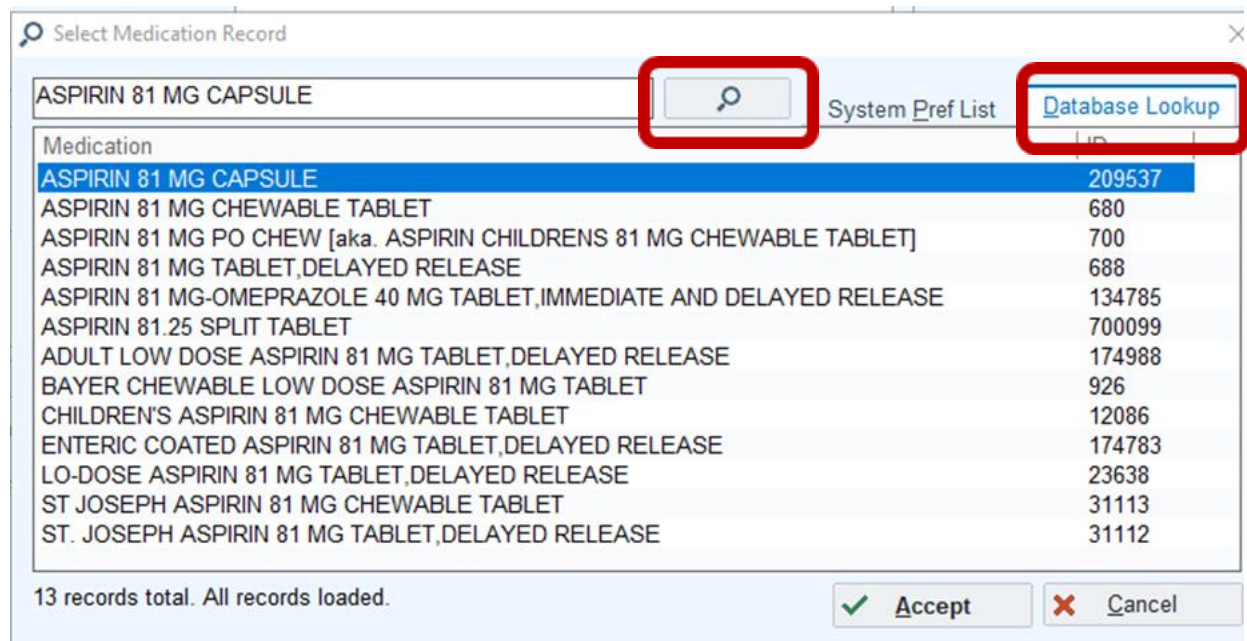 Select Medication Record
ASPIRIN 81 MG CAPSULE System Pref List Database Lookup
Medication ID
ASPIRIN 81 MG CAPSULE 209537
ASPIRIN 81 MG CHEWABLE TABLET 680
ASPIRIN 81 MG PO CHEW [aka. ASPIRIN CHILDRENS 81 MG CHEWABLE TABLET] 700
ASPIRIN 81 MG TABLET,DELAYED RELEASE 688
ASPIRIN 81 MG-OMEPRAZOLE 40 MG TABLET,IMMEDIATE AND DELAYED RELEASE 134785
ASPIRIN 81.25 SPLIT TABLET 700099
ADULT LOW DOSE ASPIRIN 81 MG TABLET,DELAYED RELEASE 174988
BAYER CHEWABLE LOW DOSE ASPIRIN 81 MG TABLET 926
CHILDREN'S ASPIRIN 81 MG CHEWABLE TABLET 12086
ENTERIC COATED ASPIRIN 81 MG TABLET,DELAYED RELEASE 174783
LO-DOSE ASPIRIN 81 MG TABLET,DELAYED RELEASE 23638
ST JOSEPH ASPIRIN 81 MG CHEWABLE TABLET 31113
ST. JOSEPH ASPIRIN 81 MG TABLET,DELAYED RELEASE 31112
13 records total. All records loaded. Accept Cancel